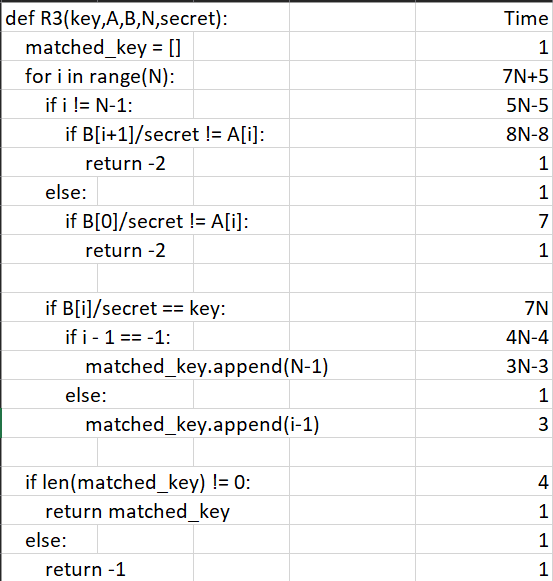 def R3(key,A,B,N,secret): Time
matched_key = [] 1
for i in range(N): 7N+5
if i != N-1: 5N-5
if B[i+1]/secret != A[i]: 8N-8
return -2 1
else: 1
if B[0]/secret != A[i]: 7
return -2 1
if B[i]/secret == key: 7N
if i - 1 == -1: 4N-4
matched_key.append(N-1) 3N-3
else: 1
matched_key.append(i-1) 3
if len(matched_key) != 0: 4
return matched_key 1
else: 1
return -1 1